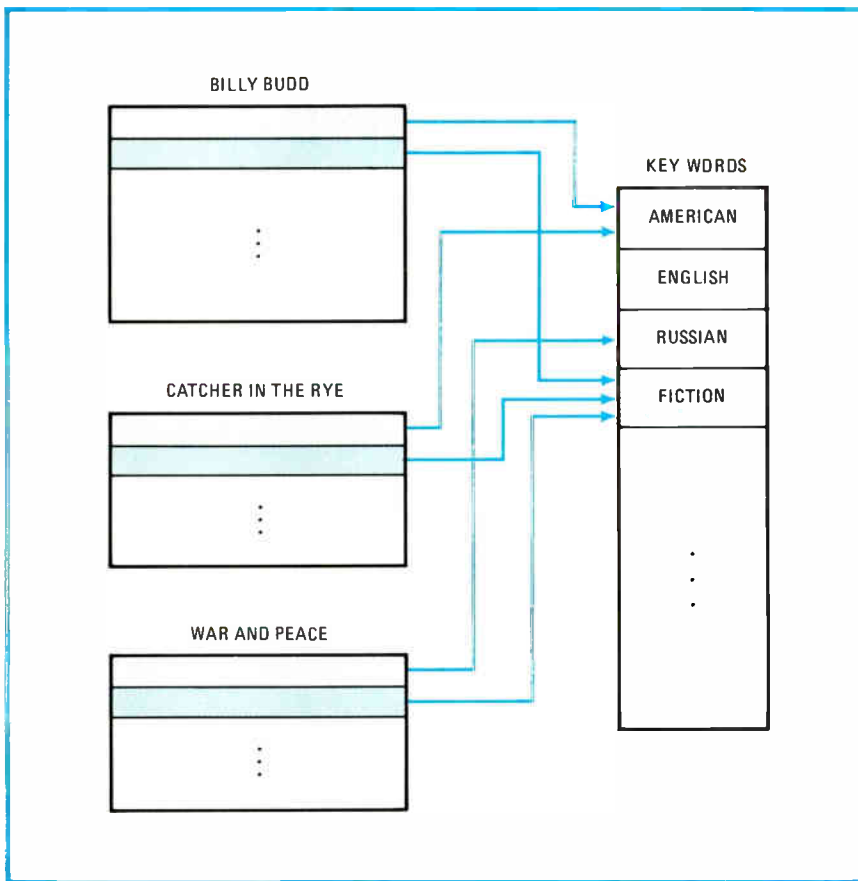 BILLY BUDD
KEY WORDS
AMERICAN
ENGLISH
RUSSIAN
FICTION
CATCHER IN THE RYE
WAR AND PEACE